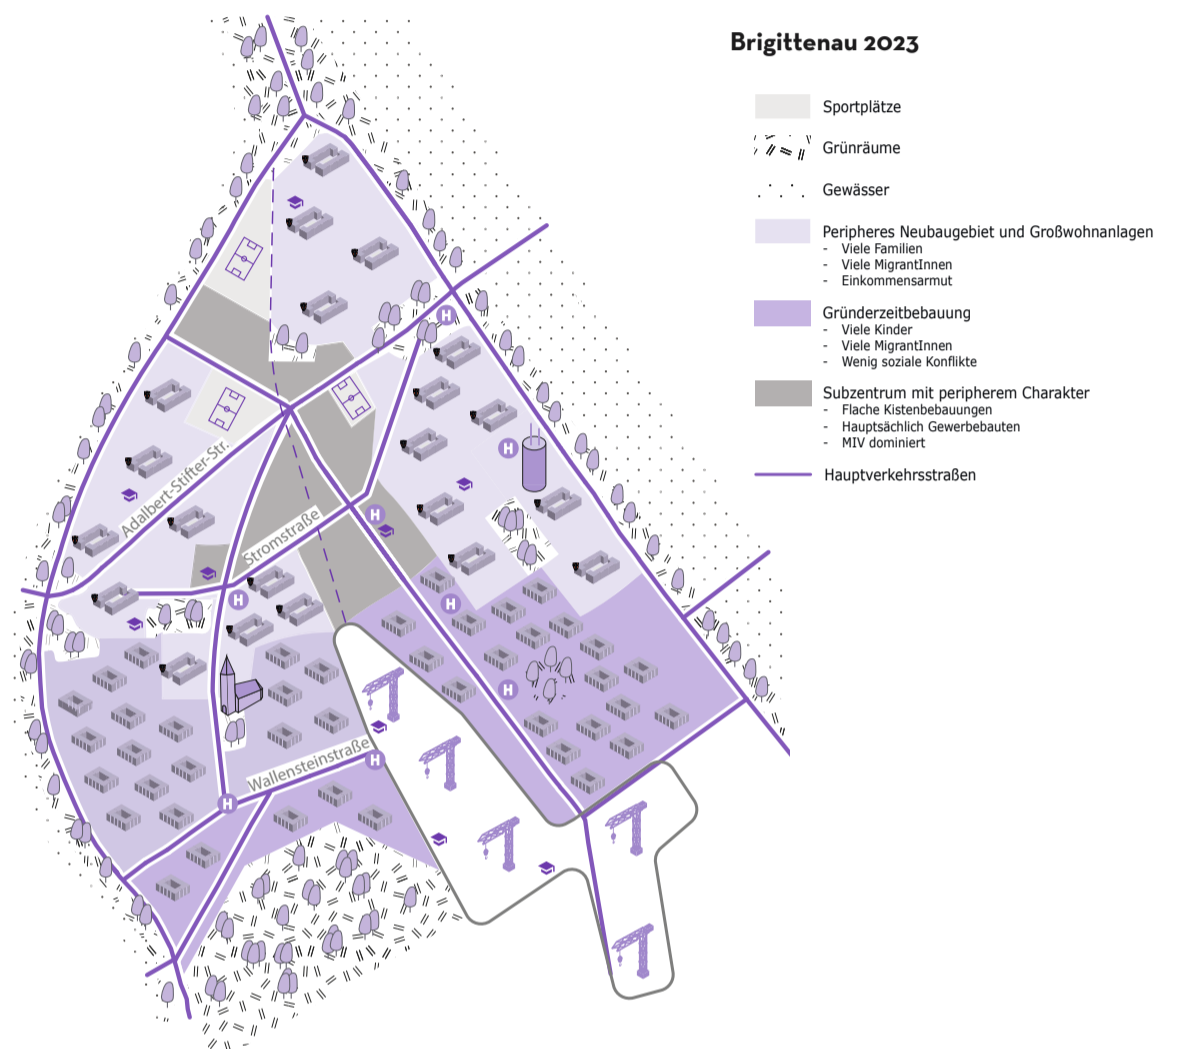 Brigittenau 2023
Sportplätze
Grünräume
Gewässer
Peripheres Neubaugebiet und Großwohnanlagen
- Viele Familien
- Viele MigrantInnen
- Einkommensarmut
Gründerzeitbebauung
- Viele Kinder
- Viele MigrantInnen
- Wenig soziale Konflikte
Subzentrum mit peripherem Charakter
- Flache Kistenbebauungen
- Hauptsächlich Gewerbebauten
- MIV dominiert
Hauptverkehrsstraßen
H
H
Adalbert-Stifter-Str.
H
Stromstraße
H
H
H
Wallensteinstraße
H
H